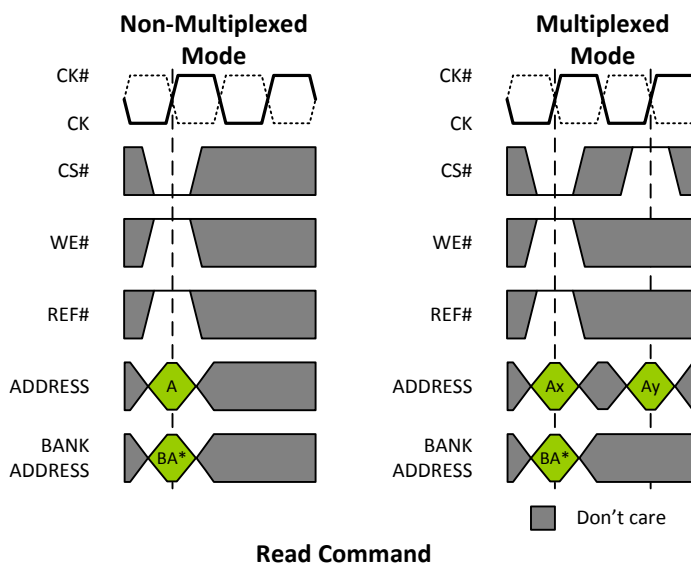 Non-Multiplexed
Mode
Multiplexed
Mode
CK#
CK
CS#
WE#
REF#
ADDRESS
A
BANK
ADDRESS
BA*
CK#
CK
CS#
WE#
REF#
ADDRESS
Ax
Ay
BANK
ADDRESS
BA*
Don't care
Read Command